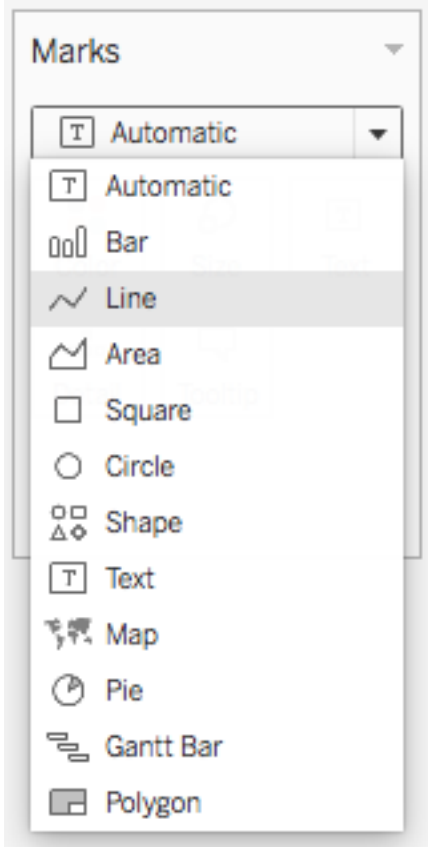 Marks
Automatic
Automatic
Bar
Line
Area
Square
Circle
Shape
Text
Map
Pie
Gantt Bar
Polygon